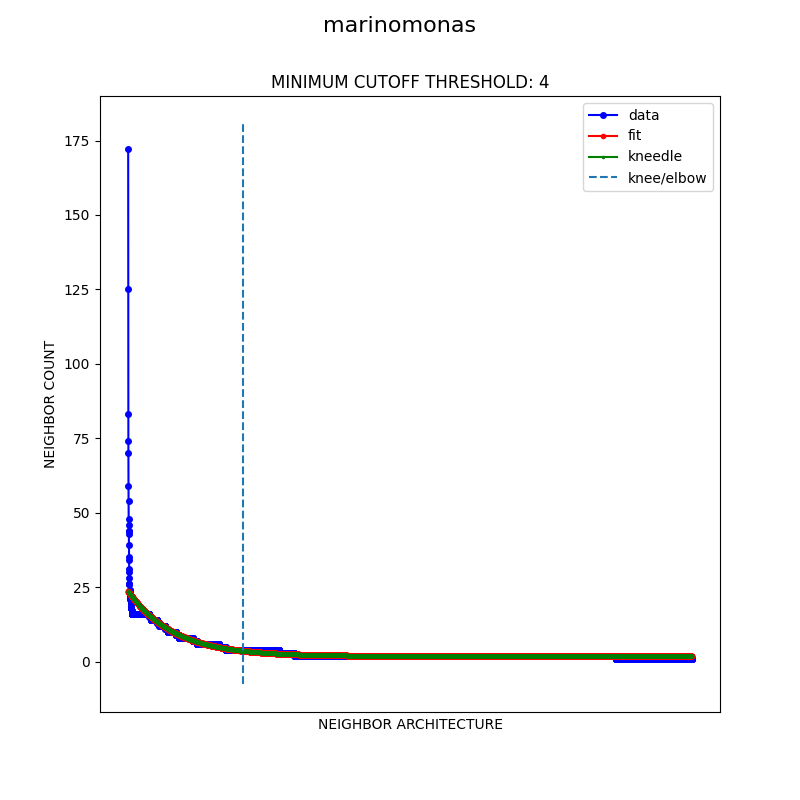 marinomonas
MINIMUM CUTOFF THRESHOLD: 4
data
fit
kneedle
knee/elbow
175
150
125
100
75
50
25
0
NEIGHBOR COUNT
NEIGHBOR ARCHITECTURE